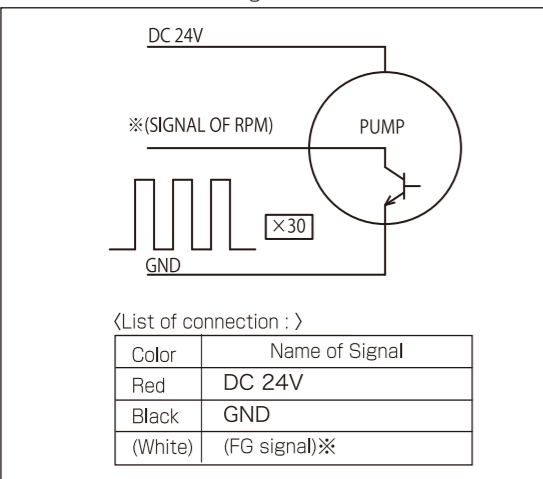 DC 24V
※(SIGNAL OF RPM)
PUMP
×30
GND
〈List of connection : 〉
Color Name of Signal
Red DC 24V
Black GND
(White) (FG signal)※